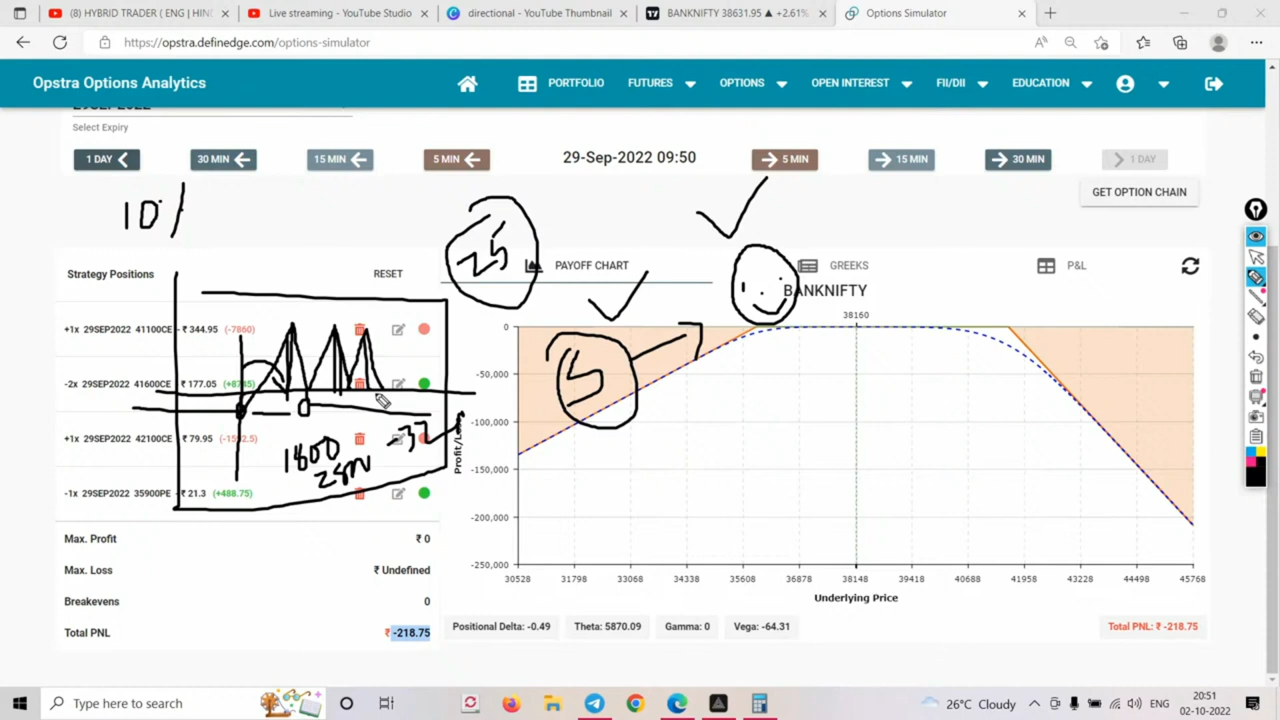 (8) HYBRID TRADER ( ENG | HIN
Live streaming - YouTube Studio
directional - YouTube Thumbnail
BANKNIFTY 38631.95 ▲ +2.61%
Options Simulator
https://opstra.definedge.com/options-simulator
Opstra Options Analytics
PORTFOLIO
FUTURES
OPTIONS
OPEN INTEREST
FII/DII
EDUCATION
29SEP2022
Select Expiry
1 DAY
30 MIN
15 MIN
5 MIN
29-Sep-2022 09:50
5 MIN
15 MIN
30 MIN
1 DAY
GET OPTION CHAIN
10%
25
Strategy Positions
RESET
PAYOFF CHART
GREEKS
P&L
BANKNIFTY
38160
+1x 29SEP2022 41100CE - ₹ 344.95 (-7860)
-2x 29SEP2022 41600CE ₹ 177.05 (+8745)
+1x 29SEP2022 42100CE ₹ 79.95
-1x 29SEP2022 35900PE - ₹ 21.3 (+488.75)
5
1800
-37
Max. Profit ₹ 0
Max. Loss ₹ Undefined
Breakevens 0
Total PNL ₹ -218.75
Profit/Loss
0
-50,000
-100,000
-150,000
-200,000
-250,000
30528 31798 33068 34338 35608 36878 38148 39418 40688 41958 43228 44498 45768
Underlying Price
Positional Delta: -0.49
Theta: 5870.09
Gamma: 0
Vega: -64.31
Total PNL: ₹ -218.75
Type here to search
26°C Cloudy
ENG
20:51
02-10-2022